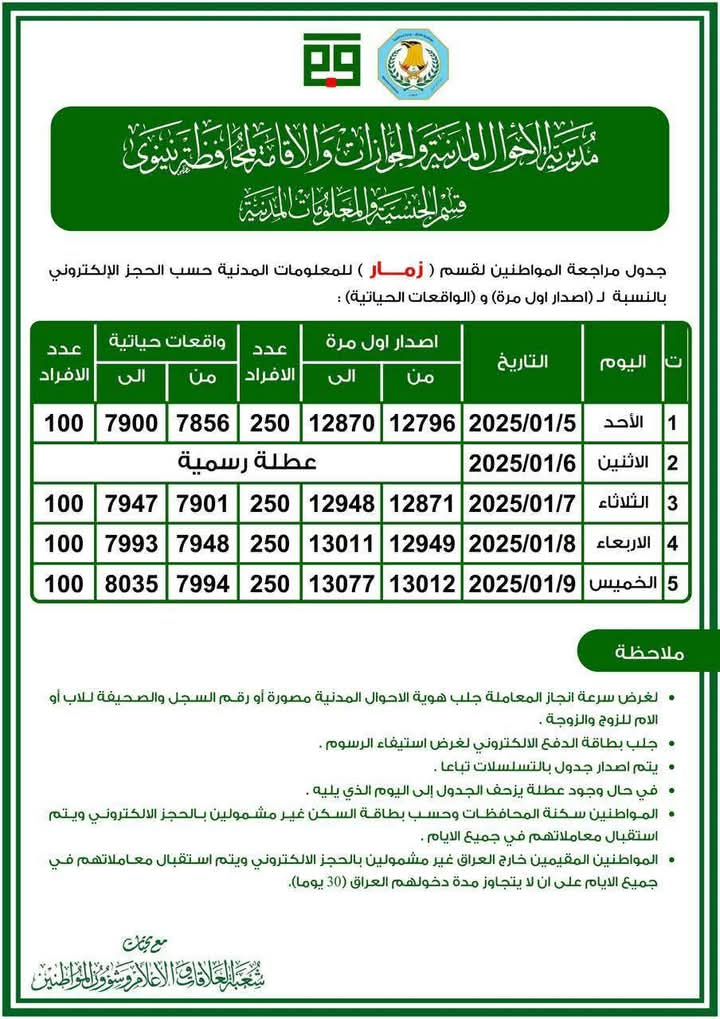 مديرية الأحوال المدنية والجوازات والاقامة لمحافظة نينوى
قسم الجنسية والمعلومات المدنية
جدول مراجعة المواطنين لقسم ( زمـــار ) للمعلومات المدنية حسب الحجز الإلكتروني
بالنسبة لـ (اصدار اول مرة) و (الواقعات الحياتية) :
ت اليوم التاريخ اصدار اول مرة عدد الافراد واقعات حياتية عدد الافراد
من الى من الى
1 الأحد 2025/01/5 12796 12870 250 7856 7900 100
2 الاثنين 2025/01/6 عطلة رسمية
3 الثلاثاء 2025/01/7 12871 12948 250 7901 7947 100
4 الاربعاء 2025/01/8 12949 13011 250 7948 7993 100
5 الخميس 2025/01/9 13012 13077 250 7994 8035 100
ملاحظة
• لغرض سرعة انجاز المعاملة جلب هوية الاحوال المدنية مصورة أو رقم السجل والصحيفة للاب أو
الام للزوج والزوجة .
• جلب بطاقة الدفع الالكتروني لغرض استيفاء الرسوم .
• يتم اصدار جدول بالتسلسلات تباعا .
• في حال وجود عطلة يزحف الجدول إلى اليوم الذي يليه .
• المواطنين سكنة المحافظات وحسب بطاقة السكن غير مشمولين بالحجز الالكتروني ويتم
استقبال معاملاتهم في جميع الايام .
• المواطنين المقيمين خارج العراق غير مشمولين بالحجز الالكتروني ويتم استقبال معاملاتهم في
جميع الايام على ان لا يتجاوز مدة دخولهم العراق (30 يوما).
مع تحيات
شعبة العلاقات والاعلام وشؤون المواطنين